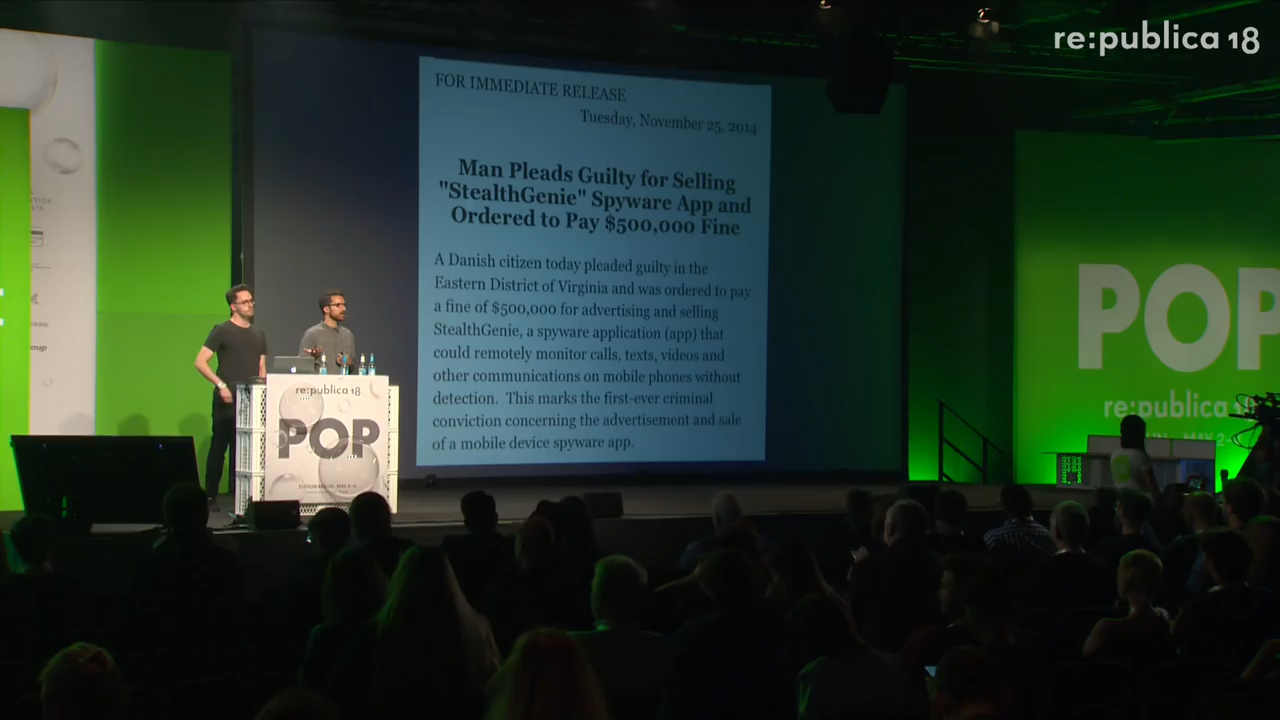 re:publica 18
FOR IMMEDIATE RELEASE
Tuesday, November 25, 2014
Man Pleads Guilty for Selling
"StealthGenie" Spyware App and
Ordered to Pay $500,000 Fine
A Danish citizen today pleaded guilty in the
Eastern District of Virginia and was ordered to pay
a fine of $500,000 for advertising and selling
StealthGenie, a spyware application (app) that
could remotely monitor calls, texts, videos and
other communications on mobile phones without
detection. This marks the first-ever criminal
conviction concerning the advertisement and sale
of a mobile device spyware app.
re:publica 18
POP
POP
re:publica